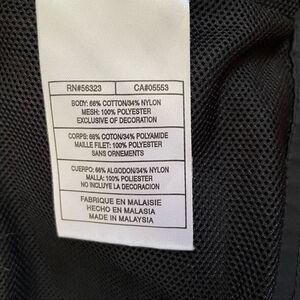 RN#56323 CA#05553
BODY: 66% COTTON/34% NYLON
MESH: 100% POLYESTER
EXCLUSIVE OF DECORATION
CORPS: 66% COTON/34% POLYAMIDE
MAILLE FILET: 100% POLYESTER
SANS ORNEMENTS
CUERPO: 66% ALGODON/34% NYLON
MALLA: 100% POLYESTER
NO INCLUYE LA DECORACION
FABRIQUE EN MALAISIE
HECHO EN MALASIA
MADE IN MALAYSIA